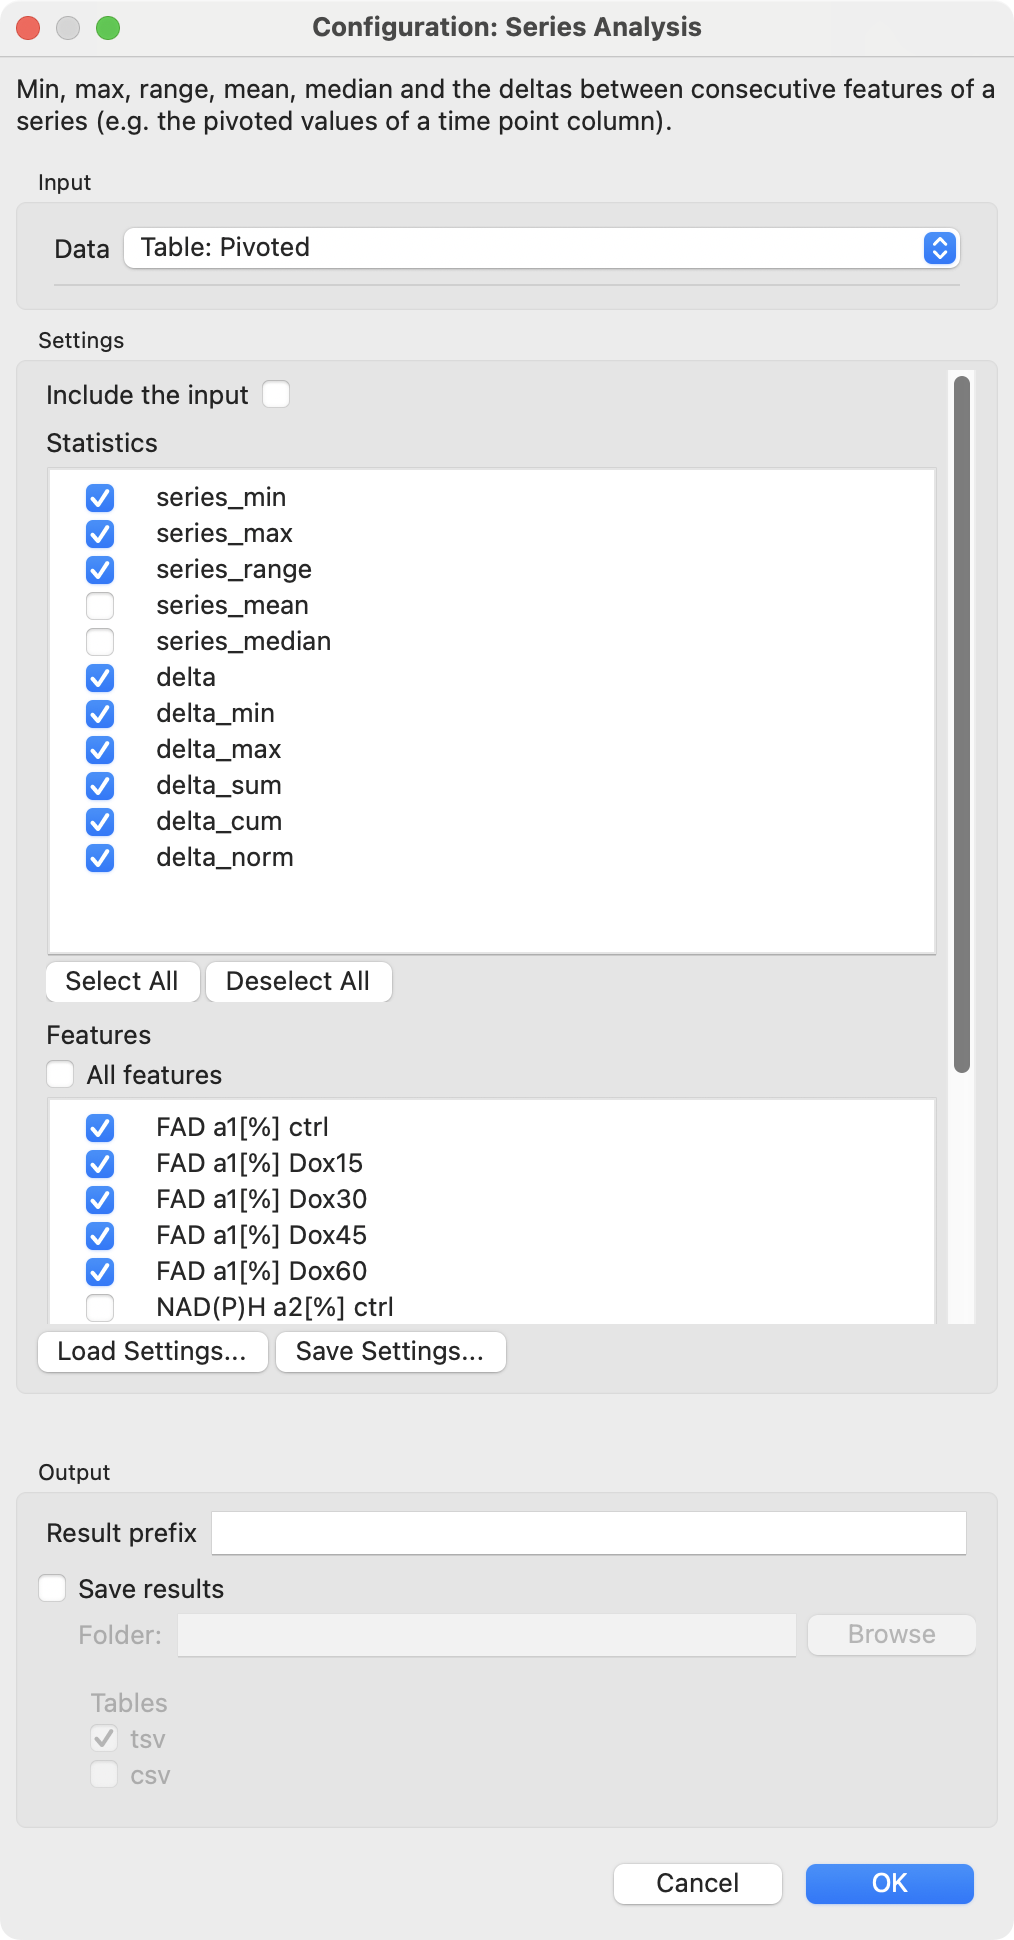 Configuration: Series Analysis
Min, max, range, mean, median and the deltas between consecutive features of a
series (e.g. the pivoted values of a time point column).
Input
Data Table: Pivoted
Settings
Include the input
Statistics
series_min
series_max
series_range
series_mean
series_median
delta
delta_min
delta_max
delta_sum
delta_cum
delta_norm
Select All Deselect All
Features
All features
FAD a1[%] ctrl
FAD a1[%] Dox15
FAD a1[%] Dox30
FAD a1[%] Dox45
FAD a1[%] Dox60
NAD(P)H a2[%] ctrl
Load Settings... Save Settings...
Output
Result prefix
Save results
Folder: Browse
Tables
tsv
csv
Cancel OK